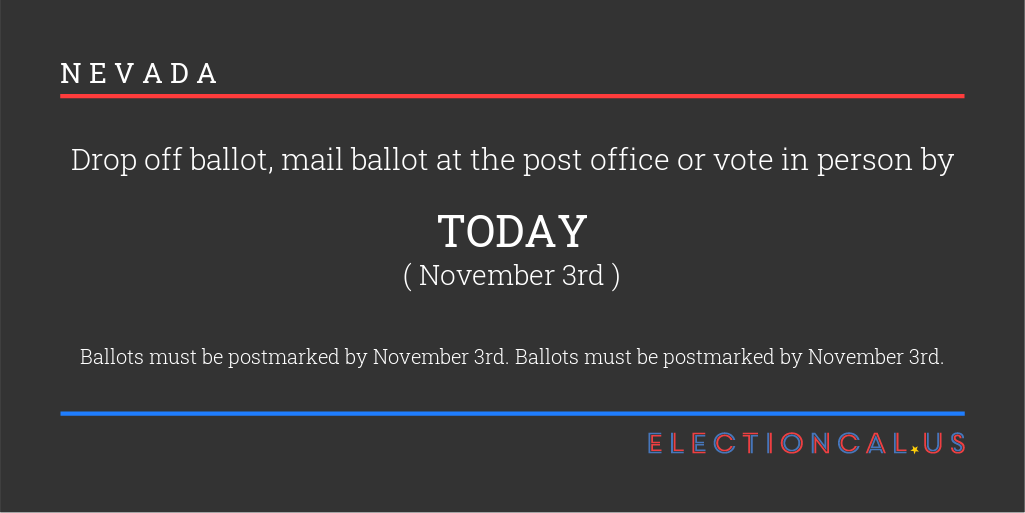 NEVADA
Drop off ballot, mail ballot at the post office or vote in person by
TODAY
( November 3rd )
Ballots must be postmarked by November 3rd. Ballots must be postmarked by November 3rd.
ELECTIONCAL.US